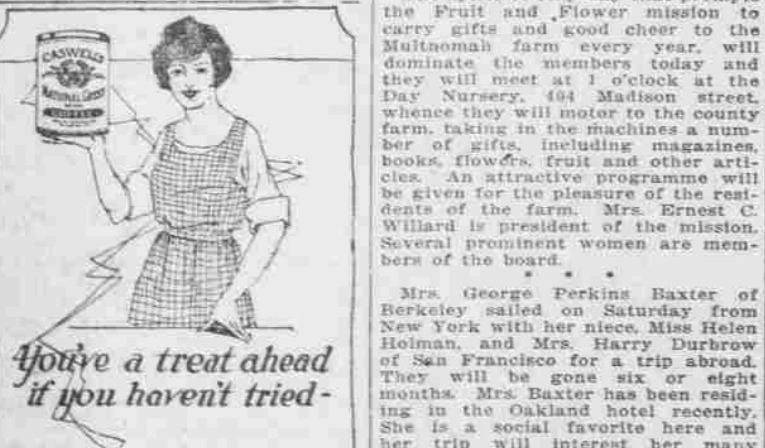 CASWELL'S
NATIONAL CREST
COFFEE
You've a treat ahead
if you haven't tried-
the Fruit and Flower mission to
carry gifts and good cheer to the
Multnomah farm every year, will
dominate the members today and
they will meet at 1 o'clock at the
Day Nursery, 404 Madison street,
whence they will motor to the county
farm, taking in the machines a num-
ber of gifts, including magazines,
books, flowers, fruit and other arti-
cles. An attractive programme will
be given for the pleasure of the resi-
dents of the farm. Mrs. Ernest C.
Willard is president of the mission.
Several prominent women are mem-
bers of the board.
* * *
Mrs. George Perkins Baxter of
Berkeley sailed on Saturday from
New York with her niece, Miss Helen
Holman, and Mrs. Harry Durbrow
of San Francisco for a trip abroad.
They will be gone six or eight
months. Mrs. Baxter has been resid-
ing in the Oakland hotel recently.
She is a social favorite here and
her trip will interest her many